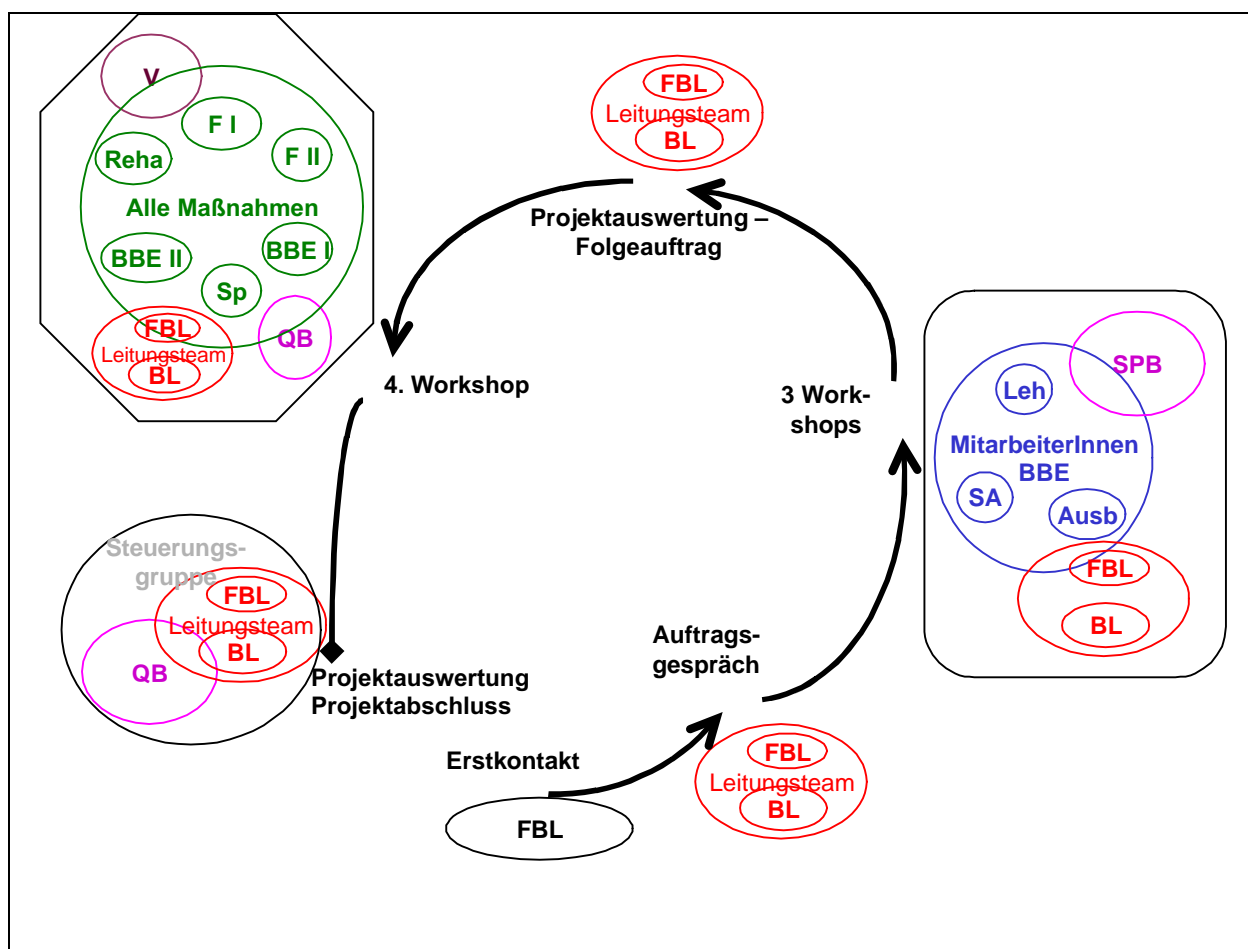 V
F I
Reha
F II
Alle Maßnahmen
BBE II
BBE I
Sp
FBL
Leitungsteam
BL
QB
FBL
Leitungsteam
BL
Projektauswertung –
Folgeauftrag
4. Workshop
3 Work-
shops
SPB
Leh
MitarbeiterInnen
BBE
SA
Ausb
FBL
BL
Steuerungs-
gruppe
FBL
Leitungsteam
BL
QB
Projektauswertung
Projektabschluss
Auftrags-
gespräch
Erstkontakt
FBL
FBL
Leitungsteam
BL